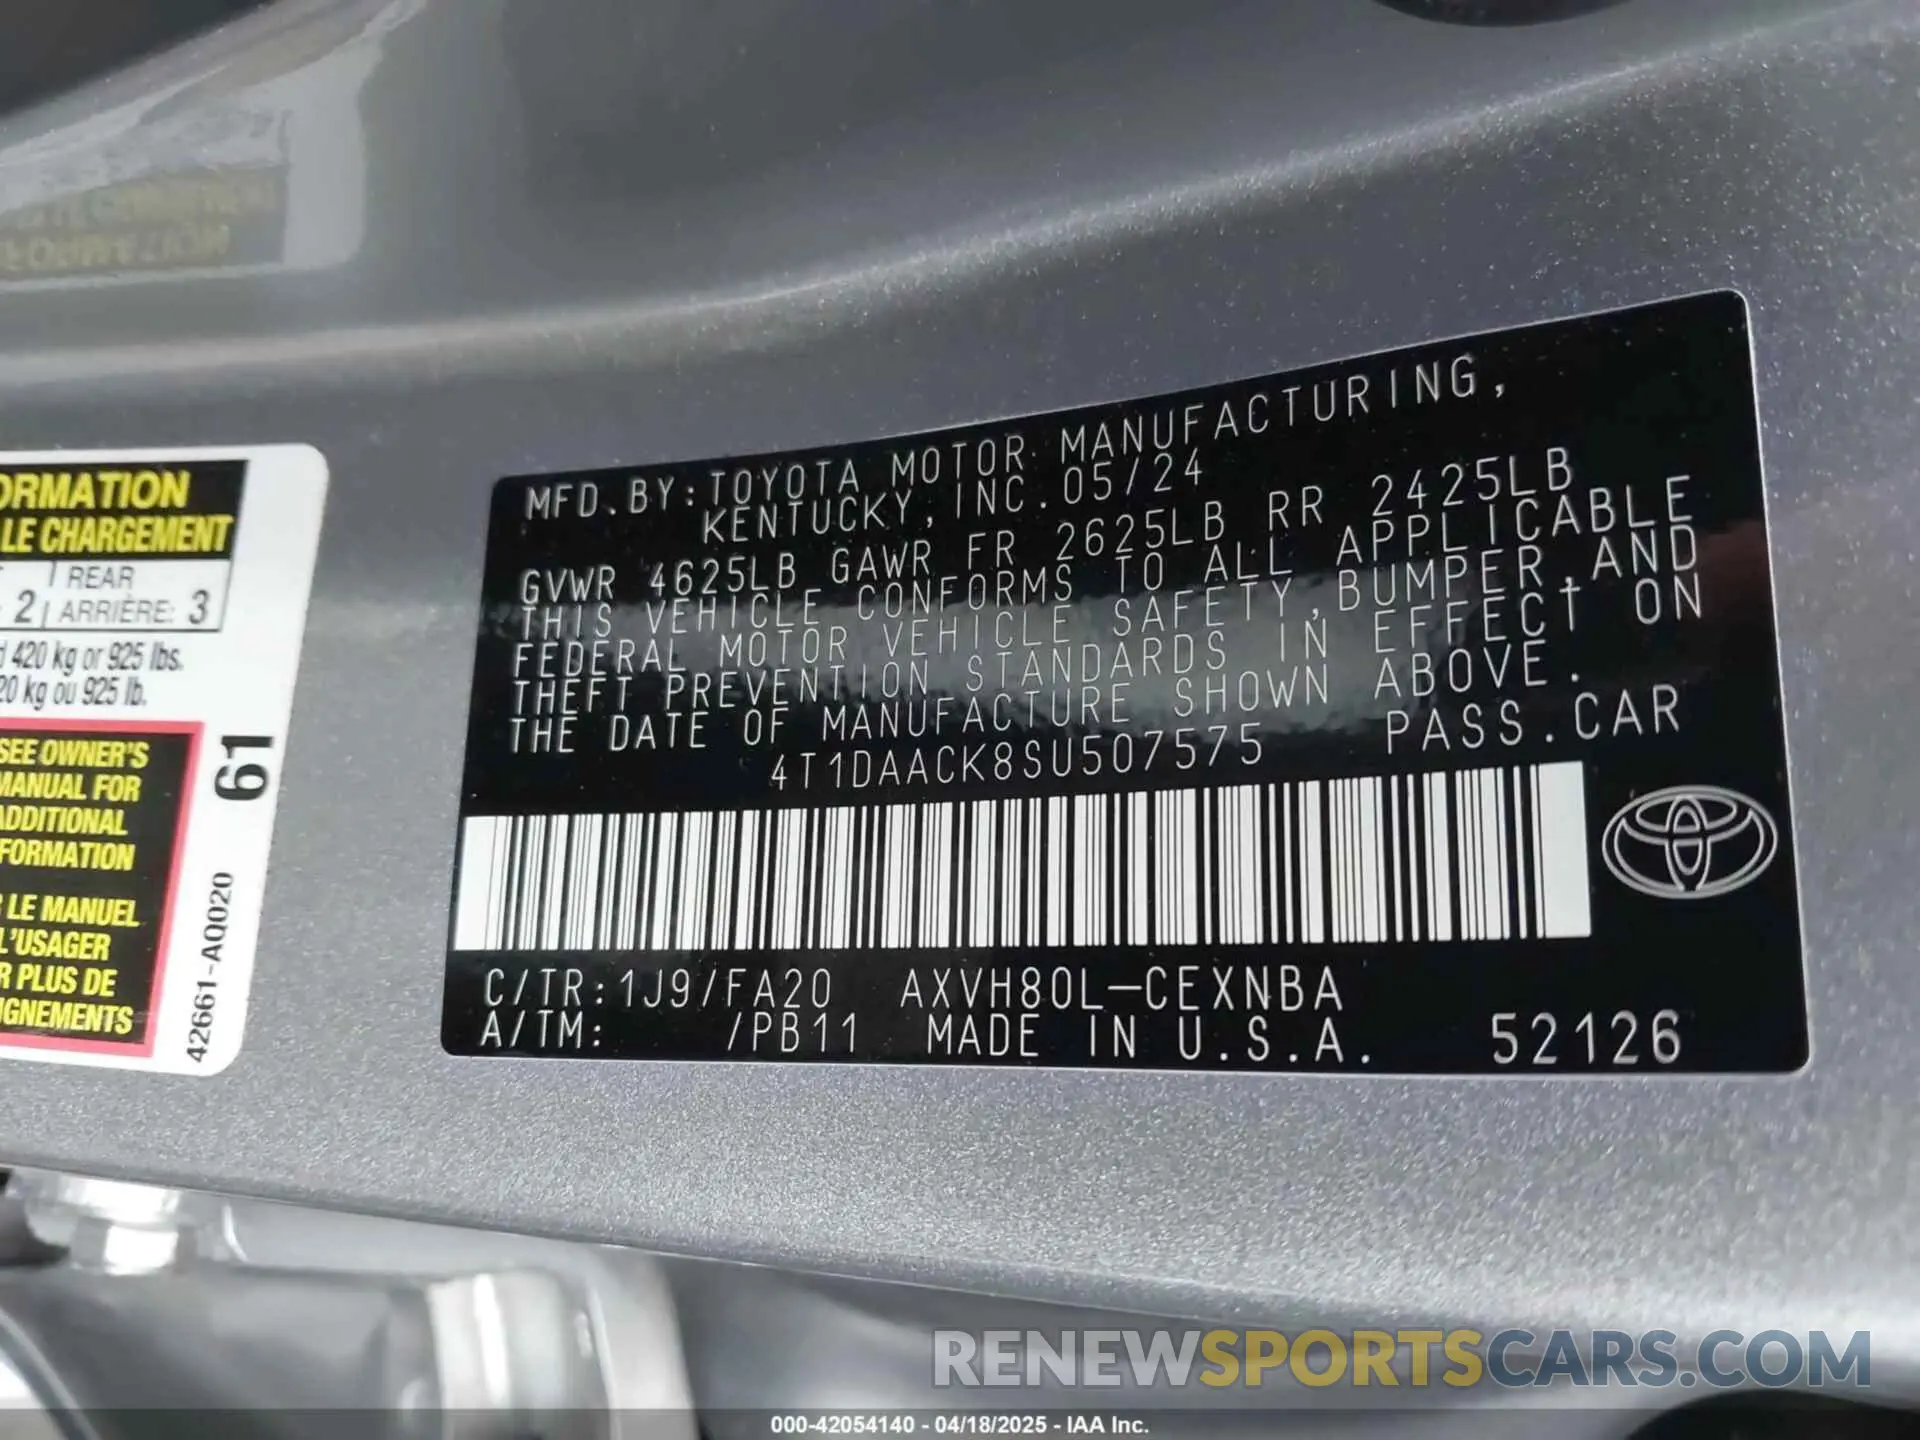 ORMATION
LE CHARGEMENT
REAR
2 ARRIÈRE: 3
420 kg or 925 lbs.
20 kg ou 925 lb.
SEE OWNER'S
MANUAL FOR
ADDITIONAL
FORMATION
LE MANUEL
L'USAGER
R PLUS DE
IGNEMENTS
61
42661-AQ020
MFD.BY:TOYOTA MOTOR MANUFACTURING,
KENTUCKY,INC.05/24
GVWR 4625LB GAWR FR 2625LB RR 2425LB
THIS VEHICLE CONFORMS TO ALL APPLICABLE
FEDERAL MOTOR VEHICLE SAFETY,BUMPER,AND
THEFT PREVENTION STANDARDS IN EFFECT ON
THE DATE OF MANUFACTURE SHOWN ABOVE.
4T1DAACK8SU507575 PASS.CAR
C/TR:1J9/FA20 AXVH80L-CEXNBA
A/TM: /PB11 MADE IN U.S.A. 52126
RENEWSPORTSCARS.COM
000-42054140 - 04/18/2025 - IAA Inc.